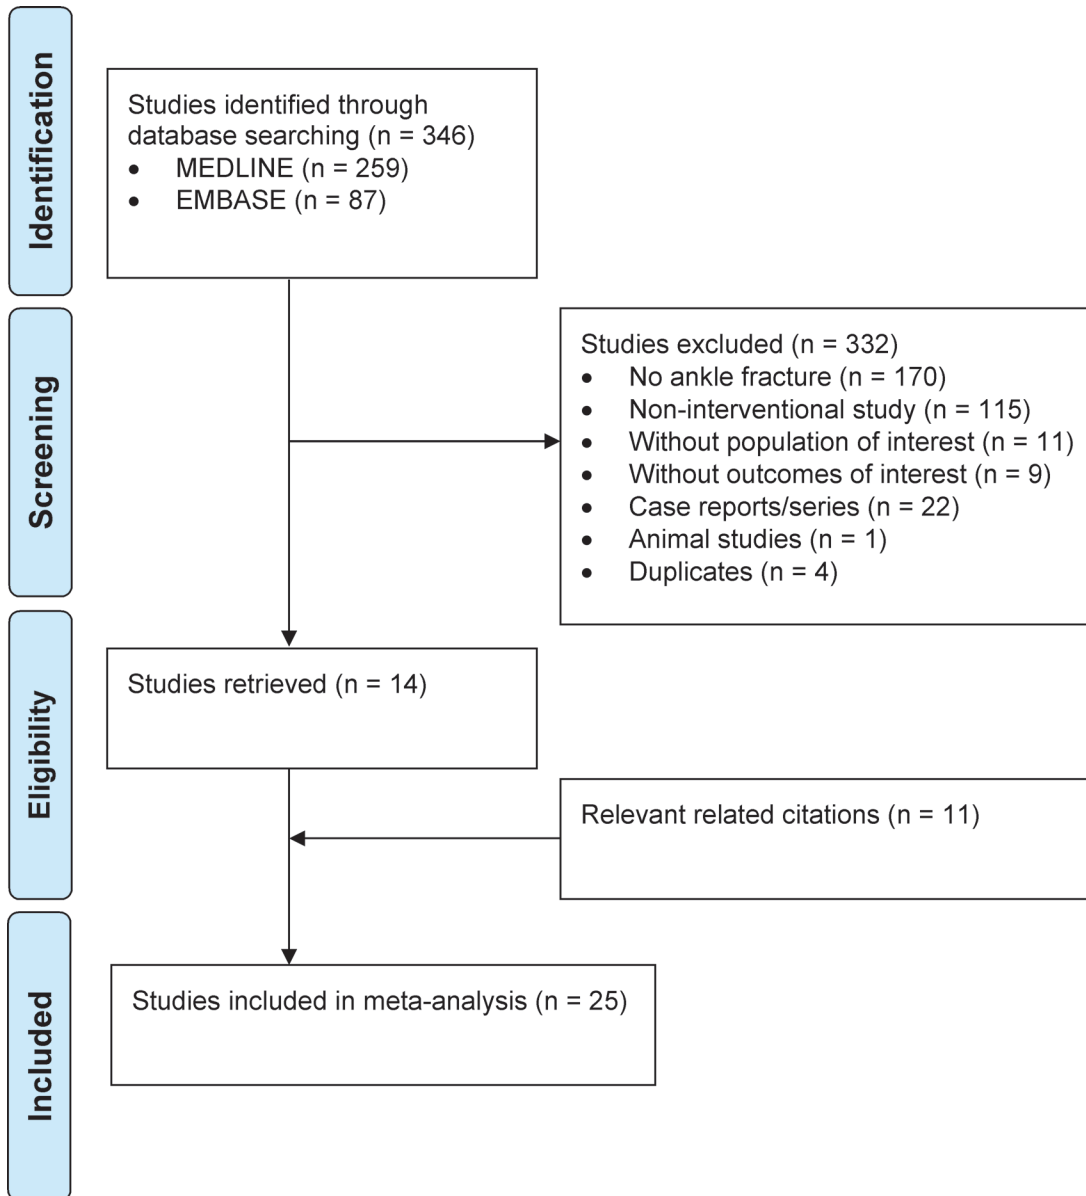 Identification
Studies identified through
database searching (n = 346)
• MEDLINE (n = 259)
• EMBASE (n = 87)
Screening
Studies excluded (n = 332)
• No ankle fracture (n = 170)
• Non-interventional study (n = 115)
• Without population of interest (n = 11)
• Without outcomes of interest (n = 9)
• Case reports/series (n = 22)
• Animal studies (n = 1)
• Duplicates (n = 4)
Eligibility
Studies retrieved (n = 14)
Relevant related citations (n = 11)
Included
Studies included in meta-analysis (n = 25)